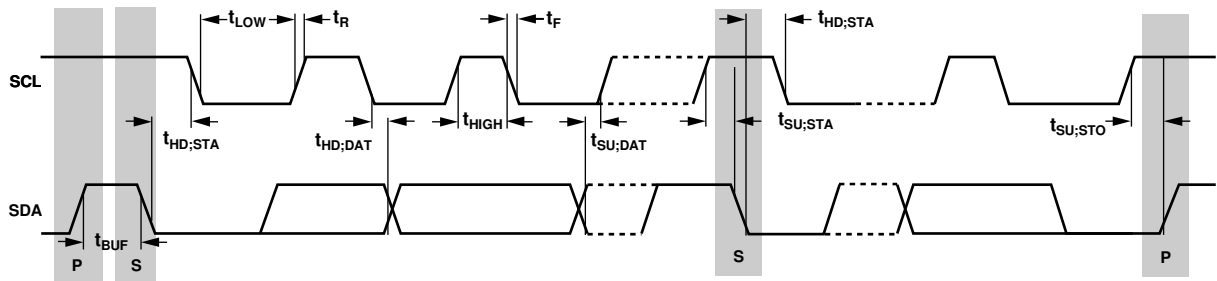 tLOW tR tF tHD;STA
SCL
tHD;STA tHD;DAT tHIGH tSU;DAT tSU;STA tSU;STO
SDA
tBUF
P S S P